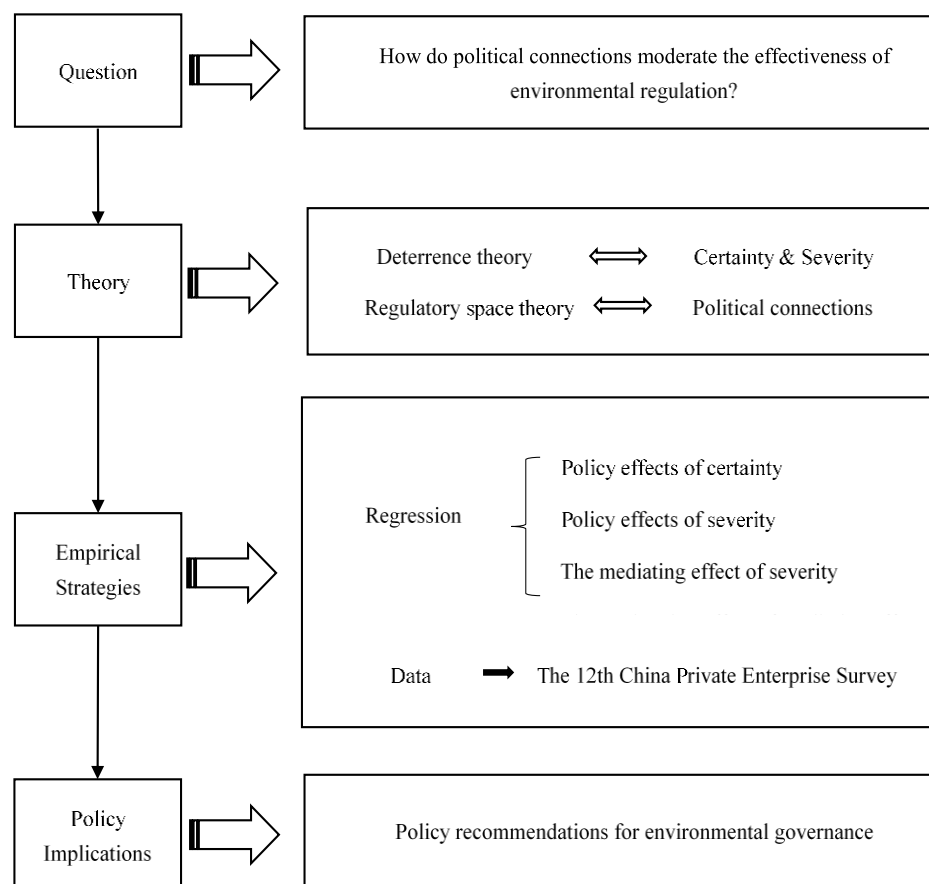 Question
How do political connections moderate the effectiveness of
environmental regulation?
Theory
Deterrence theory
Certainty & Severity
Regulatory space theory
Political connections
Empirical
Strategies
Regression
Policy effects of certainty
Policy effects of severity
The mediating effect of severity
Data
The 12th China Private Enterprise Survey
Policy
Implications
Policy recommendations for environmental governance